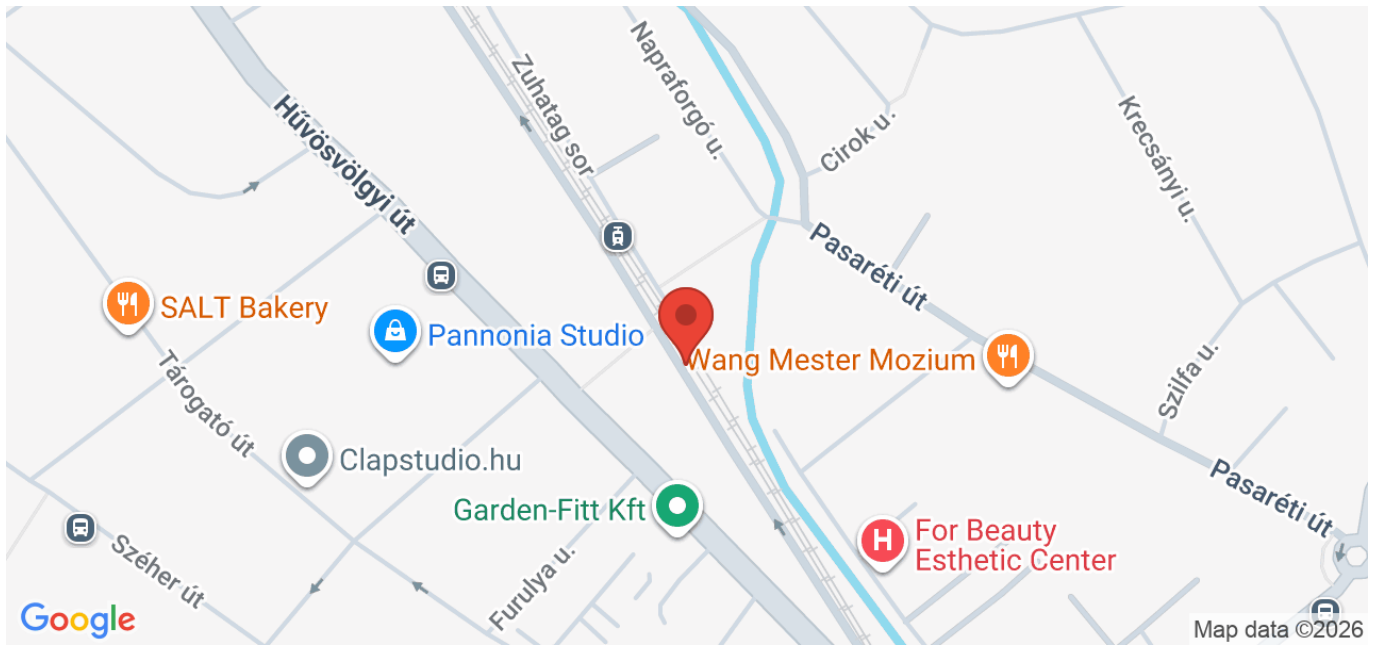 Zuhatag sor
Napraforgó u.
Cirok u.
Krecsányi u.
Hűvösvölgyi út
Pasaréti út
SALT Bakery
Pannonia Studio
Wang Mester Mozium
Szilfa u.
Tárogató út
Clapstudio.hu
Garden-Fitt Kft
Pasaréti út
H
For Beauty
Esthetic Center
Széher út
Furulya u.
Google
Map data ©2026